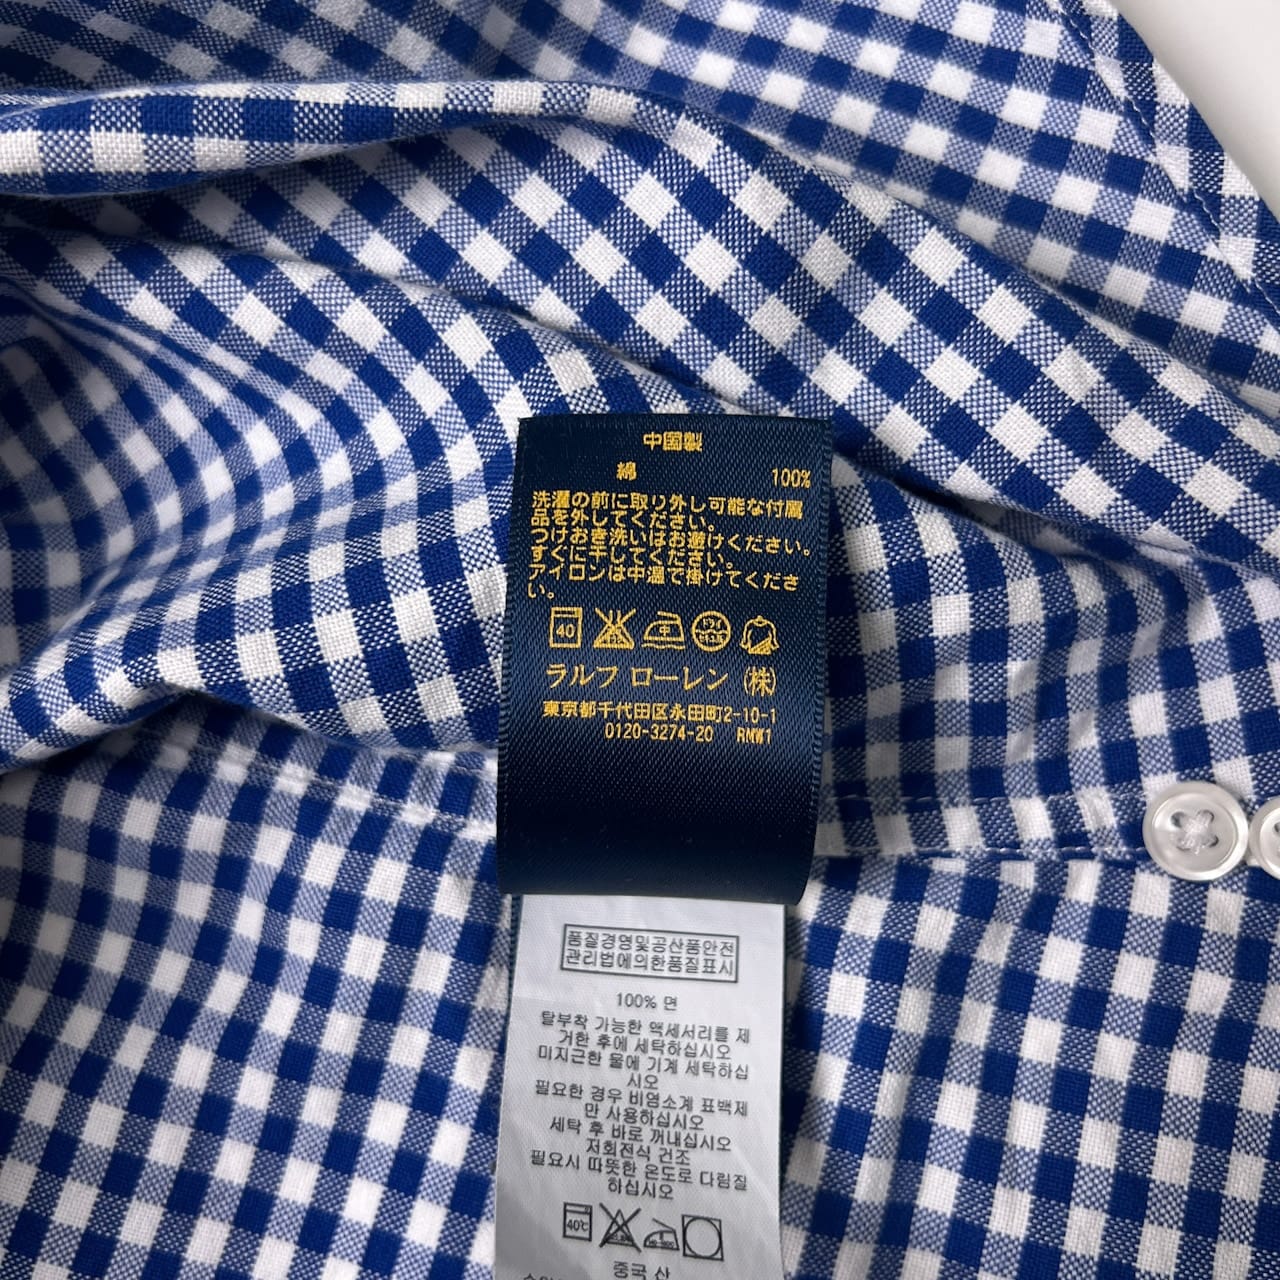 中国製
綿 100%
洗濯の前に取り外し可能な付属
品を外してください。
つけおき洗いはお避けください。
すぐに干してください。
アイロンは中温で掛けてくださ
い。
40 中 ドライ
ラルフ ローレン (株)
東京都千代田区永田町2-10-1
0120-3274-20 RMW1
품질경영및공산품안전
관리법에의한품질표시
100% 면
탈부착 가능한 액세서리를 제
거한 후에 세탁하십시오
미지근한 물에 기계 세탁하십
시오
필요한 경우 비염소계 표백제
만 사용하십시오
세탁 후 바로 꺼내십시오
저회전식 건조
필요시 따뜻한 온도로 다림질
하십시오
40℃
중국 산